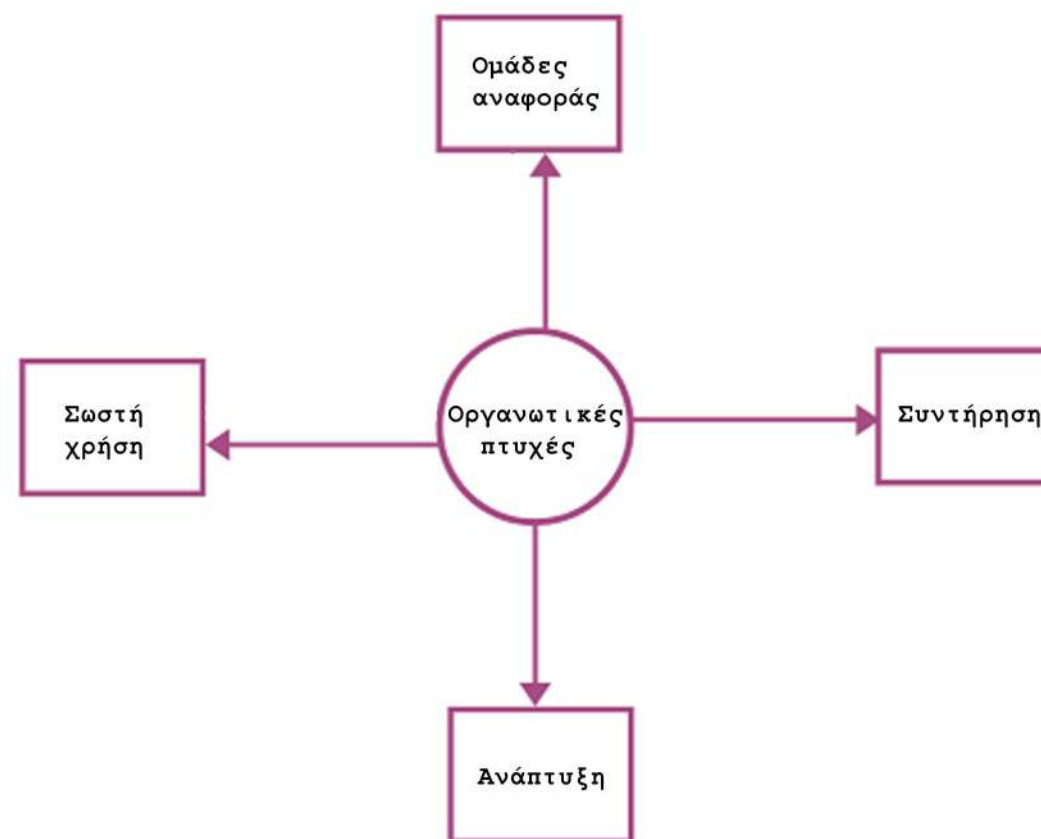 Ομάδες
αναφοράς
Σωστή
χρήση
Οργανωτικές
πτυχές
Συντήρηση
Ανάπτυξη